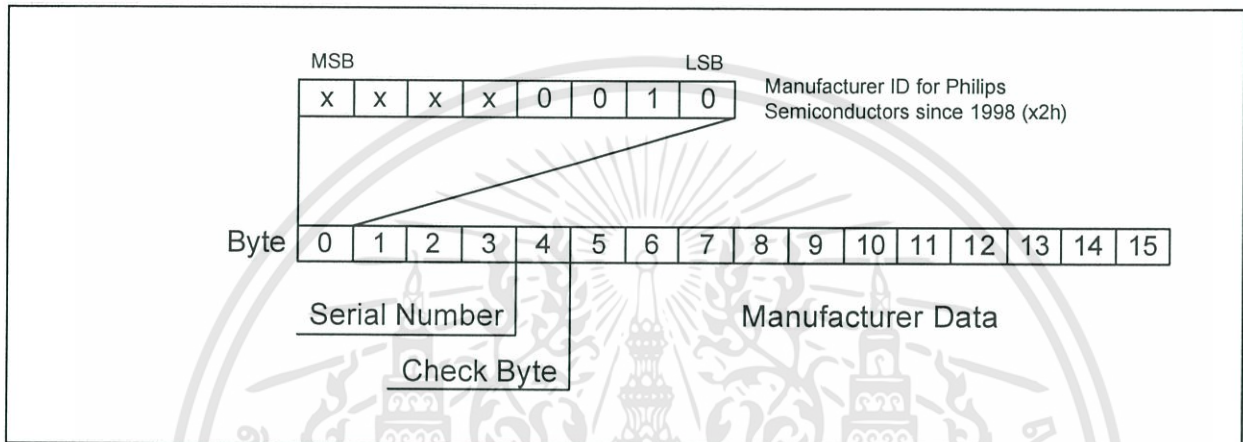 MSB LSB
x x x x 0 0 1 0
Manufacturer ID for Philips
Semiconductors since 1998 (x2h)
Byte 0 1 2 3 4 5 6 7 8 9 10 11 12 13 14 15
Serial Number
Manufacturer Data
Check Byte